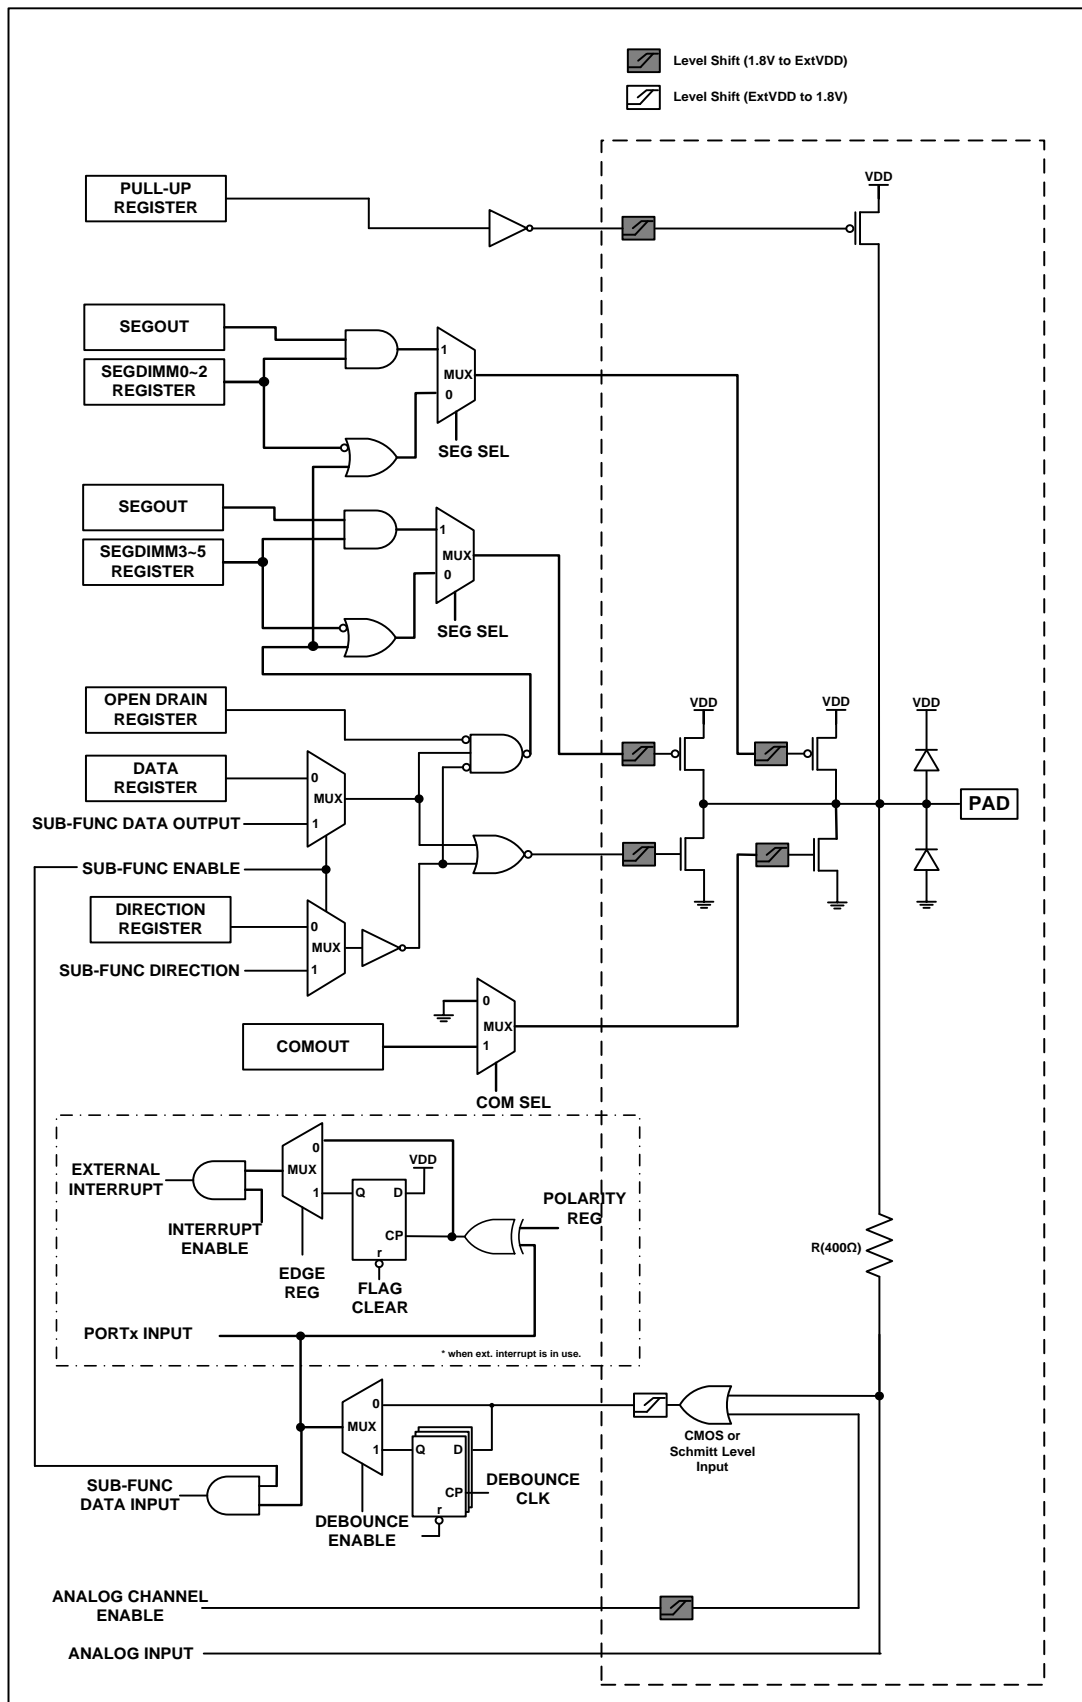 Level Shift (1.8V to ExtVDD)
Level Shift (ExtVDD to 1.8V)
VDD
PULL-UP
REGISTER
SEGOUT
SEGDIMM0~2
REGISTER
1
MUX
0
SEG SEL
SEGOUT
SEGDIMM3~5
REGISTER
1
MUX
0
SEG SEL
OPEN DRAIN
REGISTER
VDD
VDD
VDD
DATA
REGISTER
0
MUX
1
SUB-FUNC DATA OUTPUT
PAD
SUB-FUNC ENABLE
DIRECTION
REGISTER
0
MUX
1
SUB-FUNC DIRECTION
0
MUX
1
COMOUT
COM SEL
EXTERNAL
INTERRUPT
INTERRUPT
ENABLE
0
MUX
1
EDGE
REG
VDD
Q
D
CP
r
FLAG
CLEAR
POLARITY
REG
R(400Ω)
PORTx INPUT
* when ext. interrupt is in use.
0
MUX
1
Q
D
CP
r
DEBOUNCE
CLK
DEBOUNCE
ENABLE
CMOS or
Schmitt Level
Input
SUB-FUNC
DATA INPUT
ANALOG CHANNEL
ENABLE
ANALOG INPUT